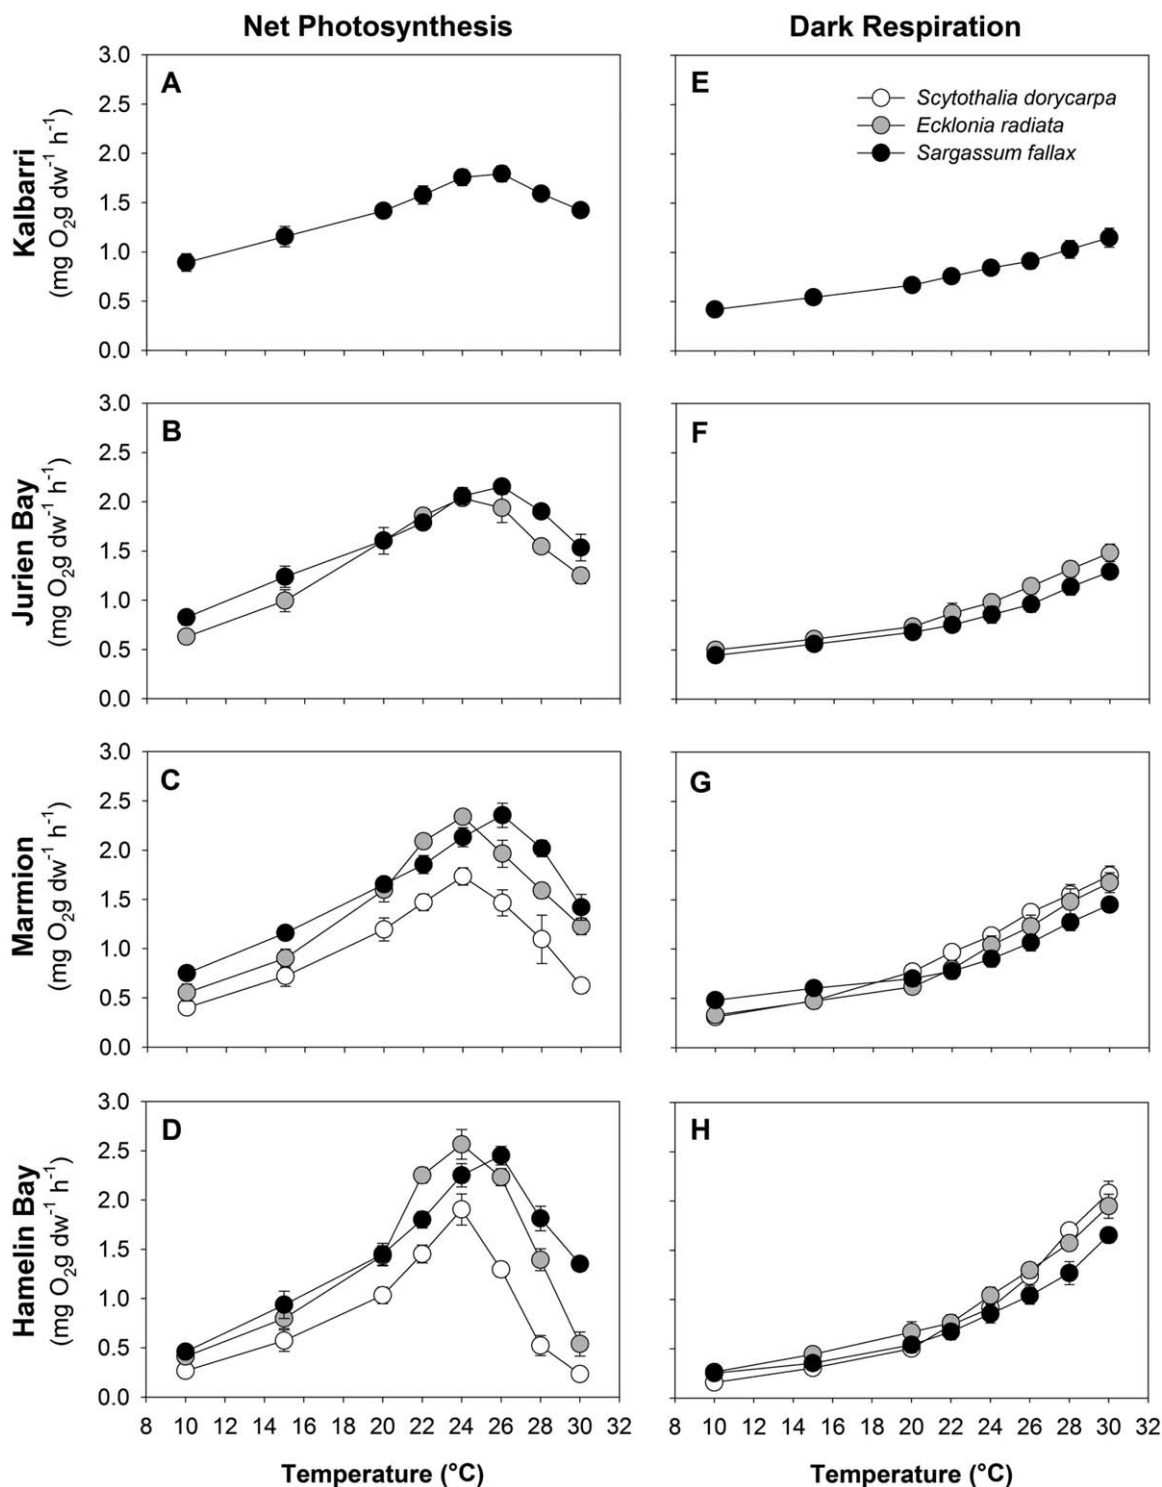 Net Photosynthesis
Dark Respiration
Kalbarri
(mg O₂g dw⁻¹ h⁻¹)
3.0
2.5
2.0
1.5
1.0
0.5
0.0
A
E
Scytothalia dorycarpa
Ecklonia radiata
Sargassum fallax
Jurien Bay
(mg O₂g dw⁻¹ h⁻¹)
3.0
2.5
2.0
1.5
1.0
0.5
0.0
B
F
Marmion
(mg O₂g dw⁻¹ h⁻¹)
3.0
2.5
2.0
1.5
1.0
0.5
0.0
C
G
Hamelin Bay
(mg O₂g dw⁻¹ h⁻¹)
3.0
2.5
2.0
1.5
1.0
0.5
0.0
D
H
8 10 12 14 16 18 20 22 24 26 28 30 32
8 10 12 14 16 18 20 22 24 26 28 30 32
Temperature (°C)
Temperature (°C)